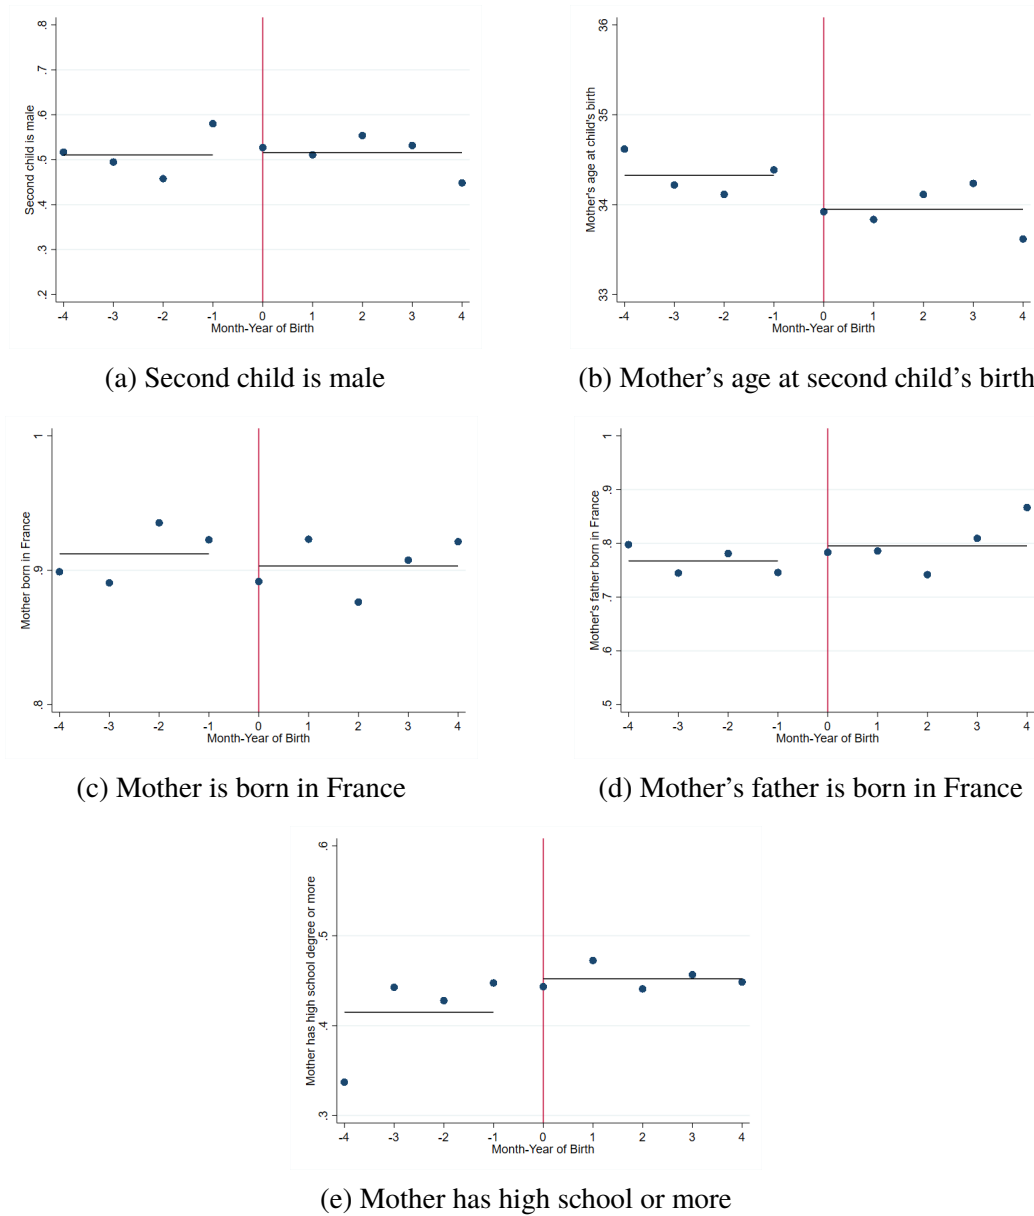 .8
.7
.6
.5
.4
.3
.2
Second child is male
-4 -3 -2 -1 0 1 2 3 4
Month-Year of Birth
(a) Second child is male
36
35
34
33
Mother's age at child's birth
-4 -3 -2 -1 0 1 2 3 4
Month-Year of Birth
(b) Mother's age at second child's birth
1
.9
.8
Mother born in France
-4 -3 -2 -1 0 1 2 3 4
Month-Year of Birth
(c) Mother is born in France
1
.9
.8
.7
.6
.5
Mother's father born in France
-4 -3 -2 -1 0 1 2 3 4
Month-Year of Birth
(d) Mother's father is born in France
.6
.5
.4
.3
Mother has high school degree or more
-4 -3 -2 -1 0 1 2 3 4
Month-Year of Birth
(e) Mother has high school or more